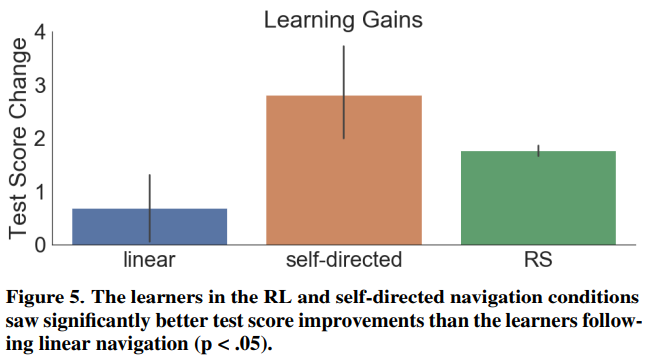 Learning Gains
Test Score Change
4
3
2
1
0
linear self-directed RS
Figure 5. The learners in the RL and self-directed navigation conditions
saw significantly better test score improvements than the learners follow-
ing linear navigation (p < .05).